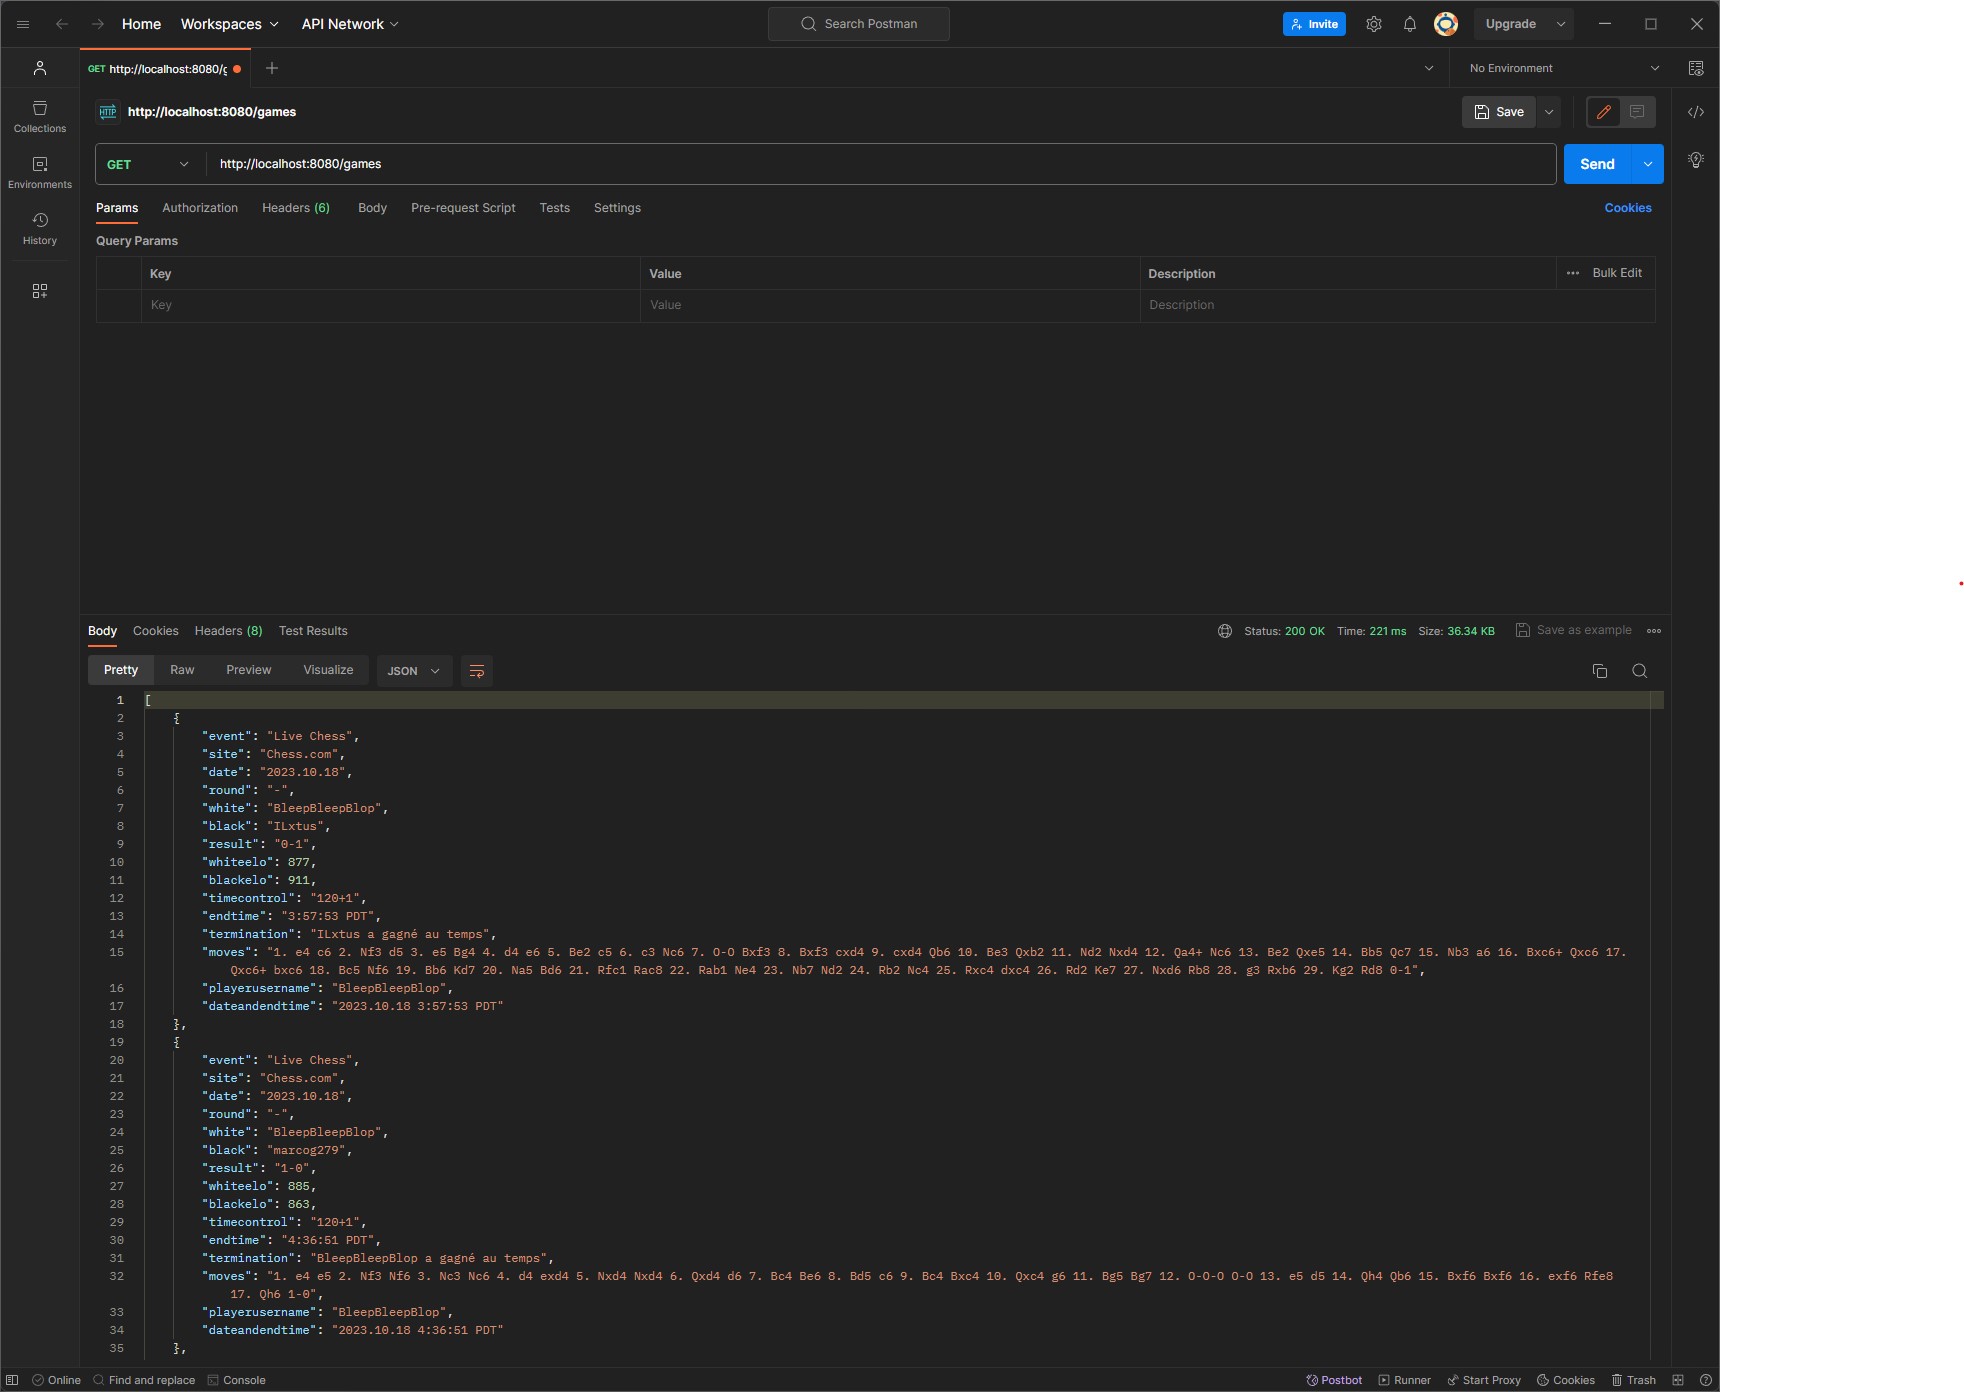 Home Workspaces API Network Search Postman Invite Upgrade
GET http://localhost:8080/g No Environment
HTTP http://localhost:8080/games Save
Collections
GET http://localhost:8080/games Send
Environments
Params Authorization Headers (6) Body Pre-request Script Tests Settings Cookies
History
Query Params
Key Value Description Bulk Edit
Key Value Description
Body Cookies Headers (8) Test Results Status: 200 OK Time: 221 ms Size: 36.34 KB Save as example
Pretty Raw Preview Visualize JSON
1 [
2 {
3 "event": "Live Chess",
4 "site": "Chess.com",
5 "date": "2023.10.18",
6 "round": "-",
7 "white": "BleepBleepBlop",
8 "black": "ILxtus",
9 "result": "0-1",
10 "whiteelo": 877,
11 "blackelo": 911,
12 "timecontrol": "120+1",
13 "endtime": "3:57:53 PDT",
14 "termination": "ILxtus a gagné au temps",
15 "moves": "1. e4 c6 2. Nf3 d5 3. e5 Bg4 4. d4 e6 5. Be2 c5 6. c3 Nc6 7. O-O Bxf3 8. Bxf3 cxd4 9. cxd4 Qb6 10. Be3 Qxb2 11. Nd2 Nxd4 12. Qa4+ Nc6 13. Be2 Qxe5 14. Bb5 Qc7 15. Nb3 a6 16. Bxc6+ Qxc6 17.
Qxc6+ bxc6 18. Bc5 Nf6 19. Bb6 Kd7 20. Na5 Bd6 21. Rfc1 Rac8 22. Rab1 Ne4 23. Nb7 Nd2 24. Rb2 Nc4 25. Rxc4 dxc4 26. Rd2 Ke7 27. Nxd6 Rb8 28. g3 Rxb6 29. Kg2 Rd8 0-1",
16 "playerusername": "BleepBleepBlop",
17 "dateandendtime": "2023.10.18 3:57:53 PDT"
18 },
19 {
20 "event": "Live Chess",
21 "site": "Chess.com",
22 "date": "2023.10.18",
23 "round": "-",
24 "white": "BleepBleepBlop",
25 "black": "marcog279",
26 "result": "1-0",
27 "whiteelo": 885,
28 "blackelo": 863,
29 "timecontrol": "120+1",
30 "endtime": "4:36:51 PDT",
31 "termination": "BleepBleepBlop a gagné au temps",
32 "moves": "1. e4 e5 2. Nf3 Nf6 3. Nc3 Nc6 4. d4 exd4 5. Nxd4 Nxd4 6. Qxd4 d6 7. Bc4 Be6 8. Bd5 c6 9. Bc4 Bxc4 10. Qxc4 g6 11. Bg5 Bg7 12. O-O-O O-O 13. e5 d5 14. Qh4 Qb6 15. Bxf6 Bxf6 16. exf6 Rfe8
17. Qh6 1-0",
33 "playerusername": "BleepBleepBlop",
34 "dateandendtime": "2023.10.18 4:36:51 PDT"
35 },
Online Find and replace Console Postbot Runner Start Proxy Cookies Trash